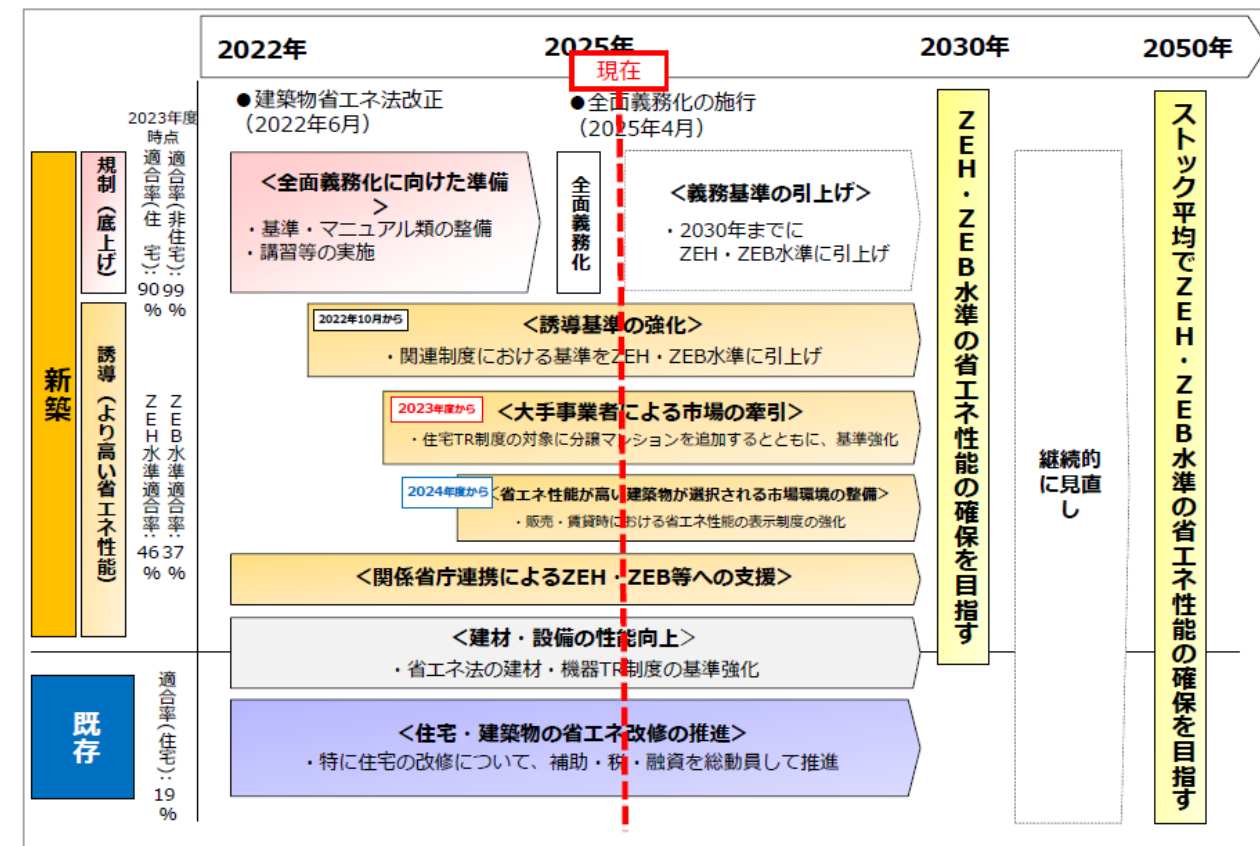 2022年
2025年
2030年
2050年
現在
●建築物省エネ法改正
（2022年6月）
●全面義務化の施行
（2025年4月）
2023年度
時点
新築
規制（底上げ）
適合率(住 宅)：90%
適合率(非住宅)：99%
＜全面義務化に向けた準備
＞
・基準・マニュアル類の整備
・講習等の実施
全面義務化
＜義務基準の引上げ＞
・2030年までに
ZEH・ZEB水準に引上げ
誘導（より高い省エネ性能）
ZEH水準適合率：46%
ZEB水準適合率：37%
2022年10月から
＜誘導基準の強化＞
・関連制度における基準をZEH・ZEB水準に引上げ
2023年度から
＜大手事業者による市場の牽引＞
・住宅TR制度の対象に分譲マンションを追加するとともに、基準強化
2024年度から
＜省エネ性能が高い建築物が選択される市場環境の整備＞
・販売・賃貸時における省エネ性能の表示制度の強化
＜関係省庁連携によるZEH・ZEB等への支援＞
＜建材・設備の性能向上＞
・省エネ法の建材・機器TR制度の基準強化
既存
適合率(住宅)：19%
＜住宅・建築物の省エネ改修の推進＞
・特に住宅の改修について、補助・税・融資を総動員して推進
ZEH・ZEB水準の省エネ性能の確保を目指す
継続的
に見直
し
ストック平均でZEH・ZEB水準の省エネ性能の確保を目指す